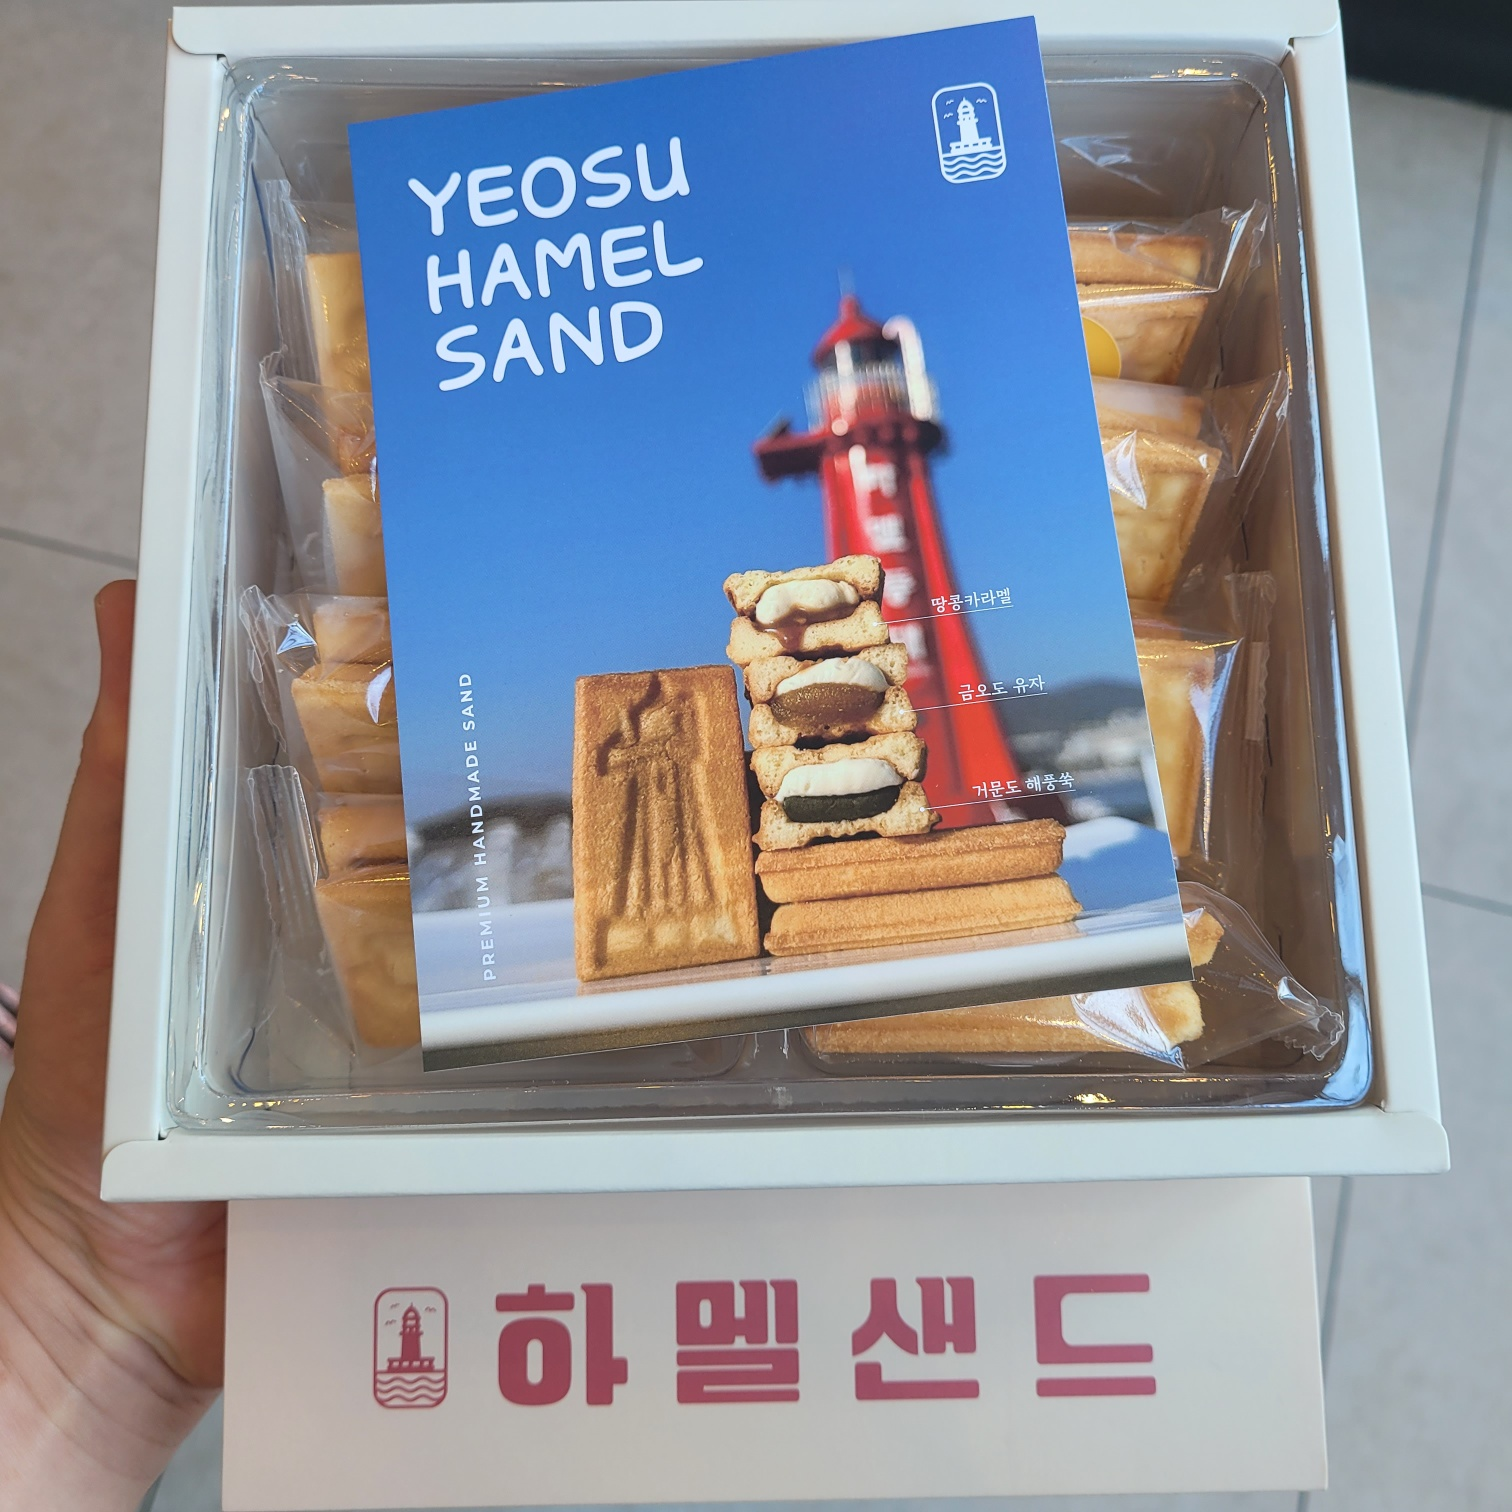 YEOSU
HAMEL
SAND
땅콩카라멜
금오도 유자
거문도 해풍쑥
PREMIUM HANDMADE SAND
하멜샌드